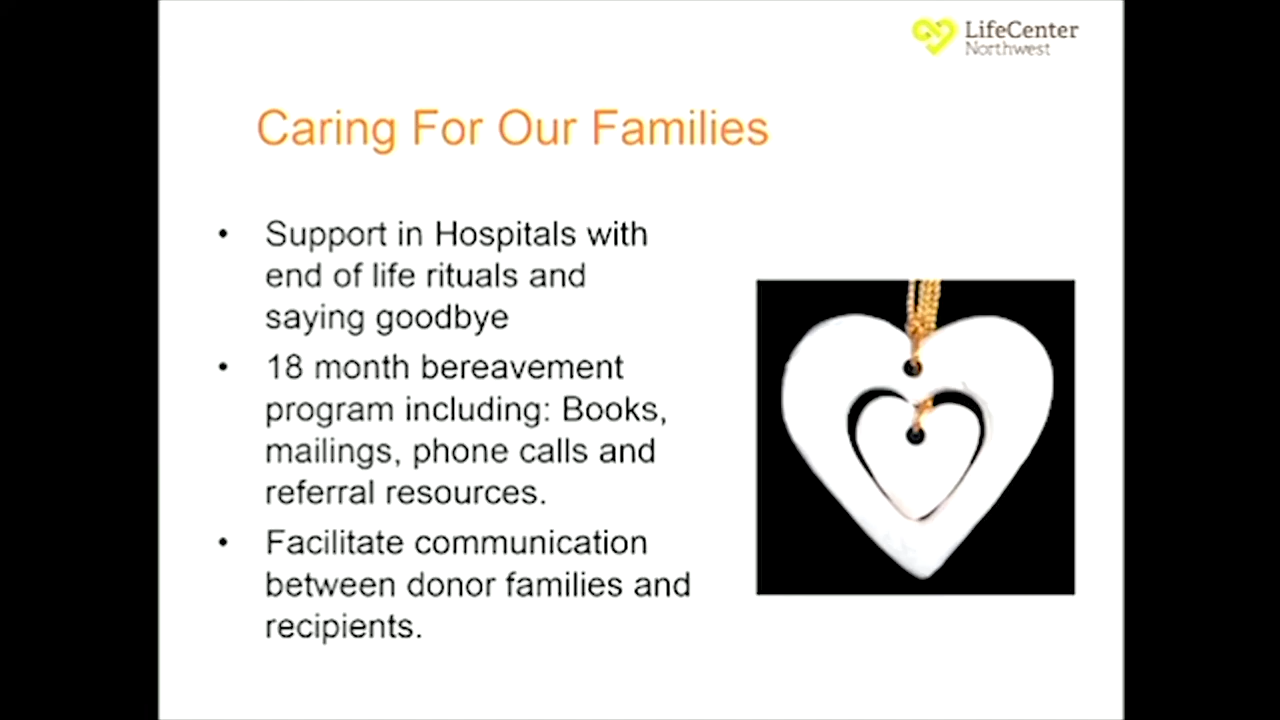 LifeCenter
Northwest
Caring For Our Families
• Support in Hospitals with
end of life rituals and
saying goodbye
• 18 month bereavement
program including: Books,
mailings, phone calls and
referral resources.
• Facilitate communication
between donor families and
recipients.